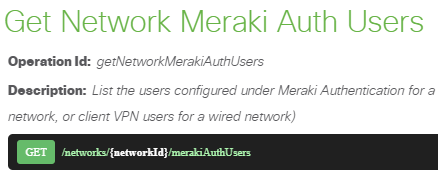 Get Network Meraki Auth Users
Operation Id: getNetworkMerakiAuthUsers
Description: List the users configured under Meraki Authentication for a
network, or client VPN users for a wired network)
GET /networks/{networkId}/merakiAuthUsers